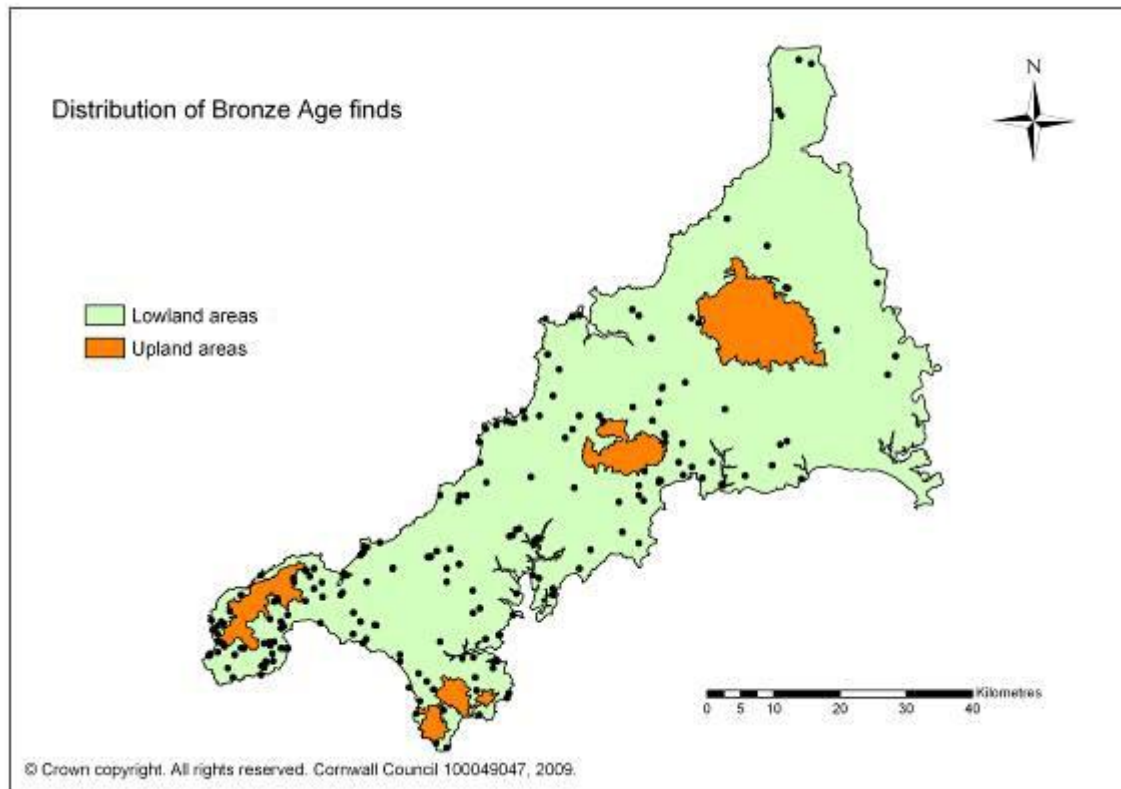 Distribution of Bronze Age finds
N
Lowland areas
Upland areas
Kilometres
0 5 10 20 30 40
© Crown copyright. All rights reserved. Cornwall Council 100049047, 2009.